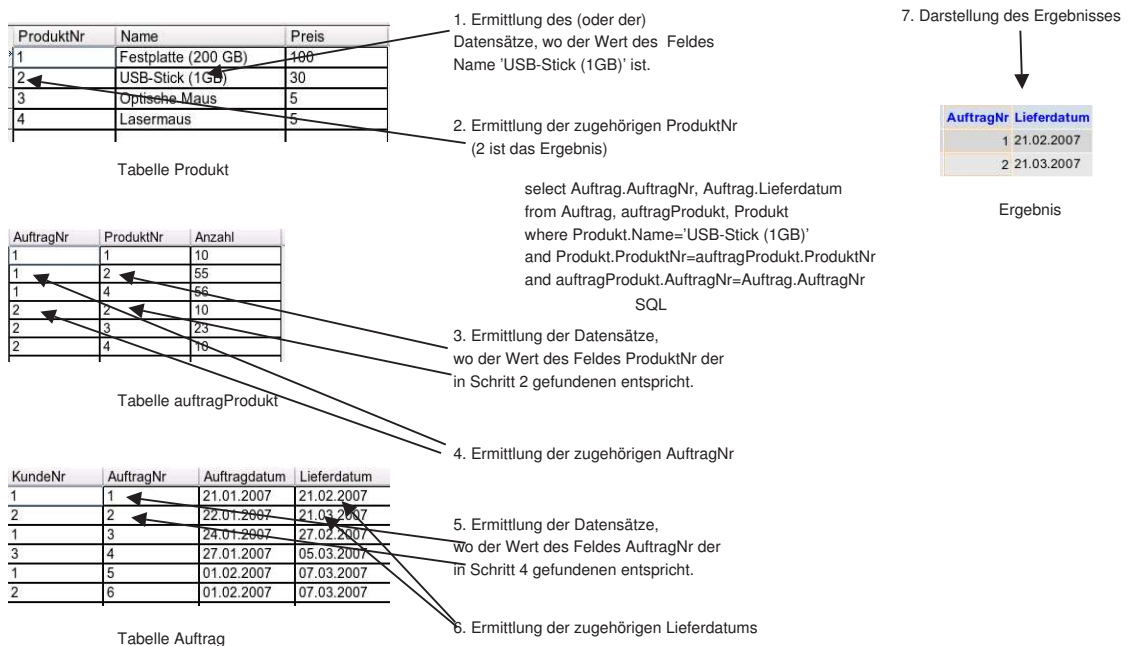 ProduktNr Name Preis
1 Festplatte (200 GB) 100
2 USB-Stick (1GB) 30
3 Optische Maus 5
4 Lasermaus 5
Tabelle Produkt
1. Ermittlung des (oder der)
Datensätze, wo der Wert des Feldes
Name 'USB-Stick (1GB)' ist.
2. Ermittlung der zugehörigen ProduktNr
(2 ist das Ergebnis)
7. Darstellung des Ergebnisses
AuftragNr Lieferdatum
1 21.02.2007
2 21.03.2007
Ergebnis
select Auftrag.AuftragNr, Auftrag.Lieferdatum
from Auftrag, auftragProdukt, Produkt
where Produkt.Name='USB-Stick (1GB)'
and Produkt.ProduktNr=auftragProdukt.ProduktNr
and auftragProdukt.AuftragNr=Auftrag.AuftragNr
SQL
AuftragNr ProduktNr Anzahl
1 1 10
1 2 55
1 4 56
2 2 10
2 3 23
2 4 10
Tabelle auftragProdukt
3. Ermittlung der Datensätze,
wo der Wert des Feldes ProduktNr der
in Schritt 2 gefundenen entspricht.
4. Ermittlung der zugehörigen AuftragNr
KundeNr AuftragNr Auftragdatum Lieferdatum
1 1 21.01.2007 21.02.2007
2 2 22.01.2007 21.03.2007
1 3 24.01.2007 27.02.2007
3 4 27.01.2007 05.03.2007
1 5 01.02.2007 07.03.2007
2 6 01.02.2007 07.03.2007
Tabelle Auftrag
5. Ermittlung der Datensätze,
wo der Wert des Feldes AuftragNr der
in Schritt 4 gefundenen entspricht.
6. Ermittlung der zugehörigen Lieferdatums